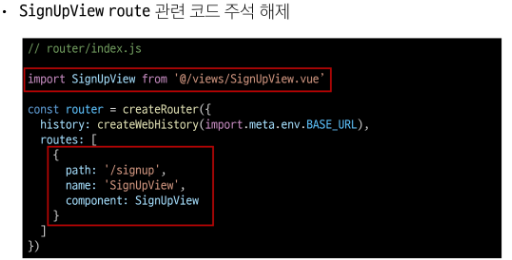 • SignUpView route 관련 코드 주석 해제
// router/index.js
import SignUpView from '@/views/SignUpView.vue'
const router = createRouter({
  history: createWebHistory(import.meta.env.BASE_URL),
  routes: [
    {
      path: '/signup',
      name: 'SignUpView',
      component: SignUpView
    }
  ]
})